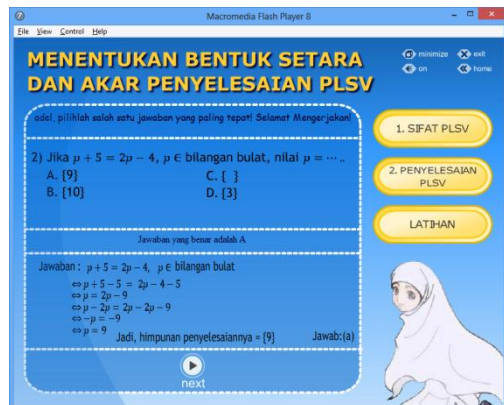 Macromedia Flash Player 8
File View Control Help
MENENTUKAN BENTUK SETARA
DAN AKAR PENYELESAIAN PLSV
minimize exit
on home
adel, pilihlah salah satu jawaban yang paling tepat! Selamat Mengerjakan!
2) Jika p + 5 = 2p − 4, p ∈ bilangan bulat, nilai p = ⋯ ..
A. {9} C. { }
B. {10} D. {3}
Jawaban yang benar adalah A
Jawaban : p + 5 = 2p − 4, p ∈ bilangan bulat
⇔ p + 5 − 5 = 2p − 4 − 5
⇔ p = 2p − 9
⇔ p − 2p = 2p − 2p − 9
⇔ −p = −9
⇔ p = 9 Jadi, himpunan penyelesaiannya = {9} Jawab:(a)
next
1. SIFAT PLSV
2. PENYELESAIAN
PLSV
LATIHAN